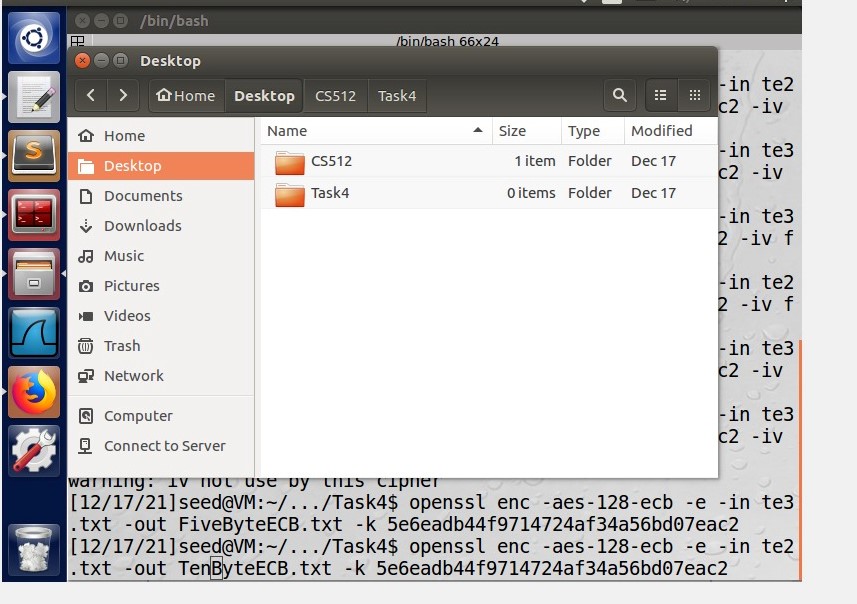 /bin/bash
/bin/bash 66x24
Desktop
Home Desktop CS512 Task4
Name Size Type Modified
Home
Desktop
Documents
Downloads
Music
Pictures
Videos
Trash
Network
Computer
Connect to Server
CS512 1 item Folder Dec 17
Task4 0 items Folder Dec 17
-in te2
c2 -iv
-in te3
c2 -iv
-in te3
2 -iv f
-in te2
2 -iv f
-in te3
c2 -iv
-in te3
c2 -iv
warning: iv not use by this cipher
[12/17/21]seed@VM:~/.../Task4$ openssl enc -aes-128-ecb -e -in te3
.txt -out FiveByteECB.txt -k 5e6eadb44f9714724af34a56bd07eac2
[12/17/21]seed@VM:~/.../Task4$ openssl enc -aes-128-ecb -e -in te2
.txt -out TenByteECB.txt -k 5e6eadb44f9714724af34a56bd07eac2